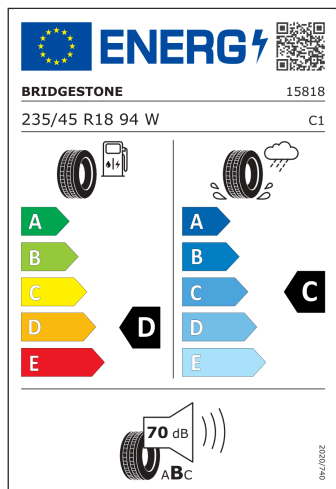 ENERG
BRIDGESTONE 15818
235/45 R18 94 W C1
A A
B B
C C C
D D D
E E
70 dB
ABC
2020/740